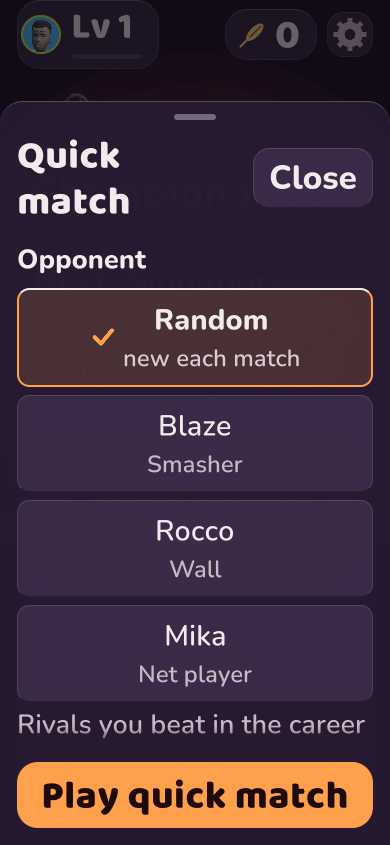 Lv 1
0
Quick
match
Close
Opponent
Random
new each match
Blaze
Smasher
Rocco
Wall
Mika
Net player
Rivals you beat in the career
Play quick match